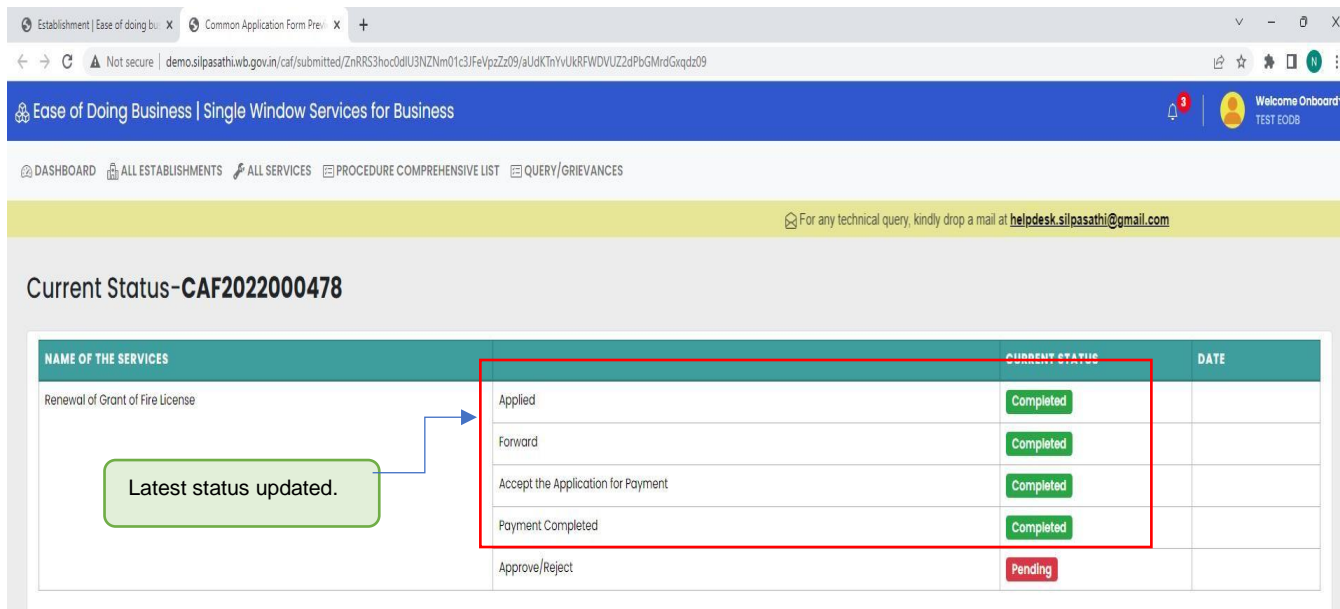 Establishment | Ease of doing bu
Common Application Form Prev
Not secure | demo.silpasathi.wb.gov.in/caf/submitted/ZnRRS3hoc0dIU3NZNm01c3JFeVpzZz09/aUdKTnYvUkRFWDVUZ2dPbGMrdGxqdz09
N
Ease of Doing Business | Single Window Services for Business
3
Welcome Onboard
TEST EODB
DASHBOARD ALL ESTABLISHMENTS ALL SERVICES PROCEDURE COMPREHENSIVE LIST QUERY/GRIEVANCES
For any technical query, kindly drop a mail at helpdesk.silpasathi@gmail.com
Current Status-CAF2022000478
NAME OF THE SERVICES CURRENT STATUS DATE
Renewal of Grant of Fire License Applied Completed
Forward Completed
Latest status updated.
Accept the Application for Payment Completed
Payment Completed Completed
Approve/Reject Pending